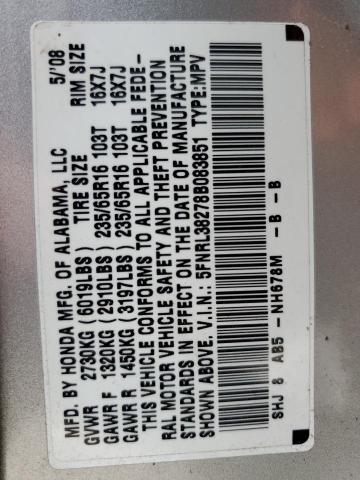 MFD. BY HONDA MFG. OF ALABAMA, LLC 5/'08
GVWR 2730KG (6019LBS) TIRE SIZE RIM SIZE
GAWR F 1320KG (2910LBS) 235/65R16 103T 16X7J
GAWR R 1450KG (3197LBS) 235/65R16 103T 16X7J
THIS VEHICLE CONFORMS TO ALL APPLICABLE FEDE-
RAL MOTOR VEHICLE SAFETY AND THEFT PREVENTION
STANDARDS IN EFFECT ON THE DATE OF MANUFACTURE
SHOWN ABOVE. V.I.N.: 5FNRL38278B083851 TYPE:MPV
SHJ 8 AB5 -NH678M - B - B